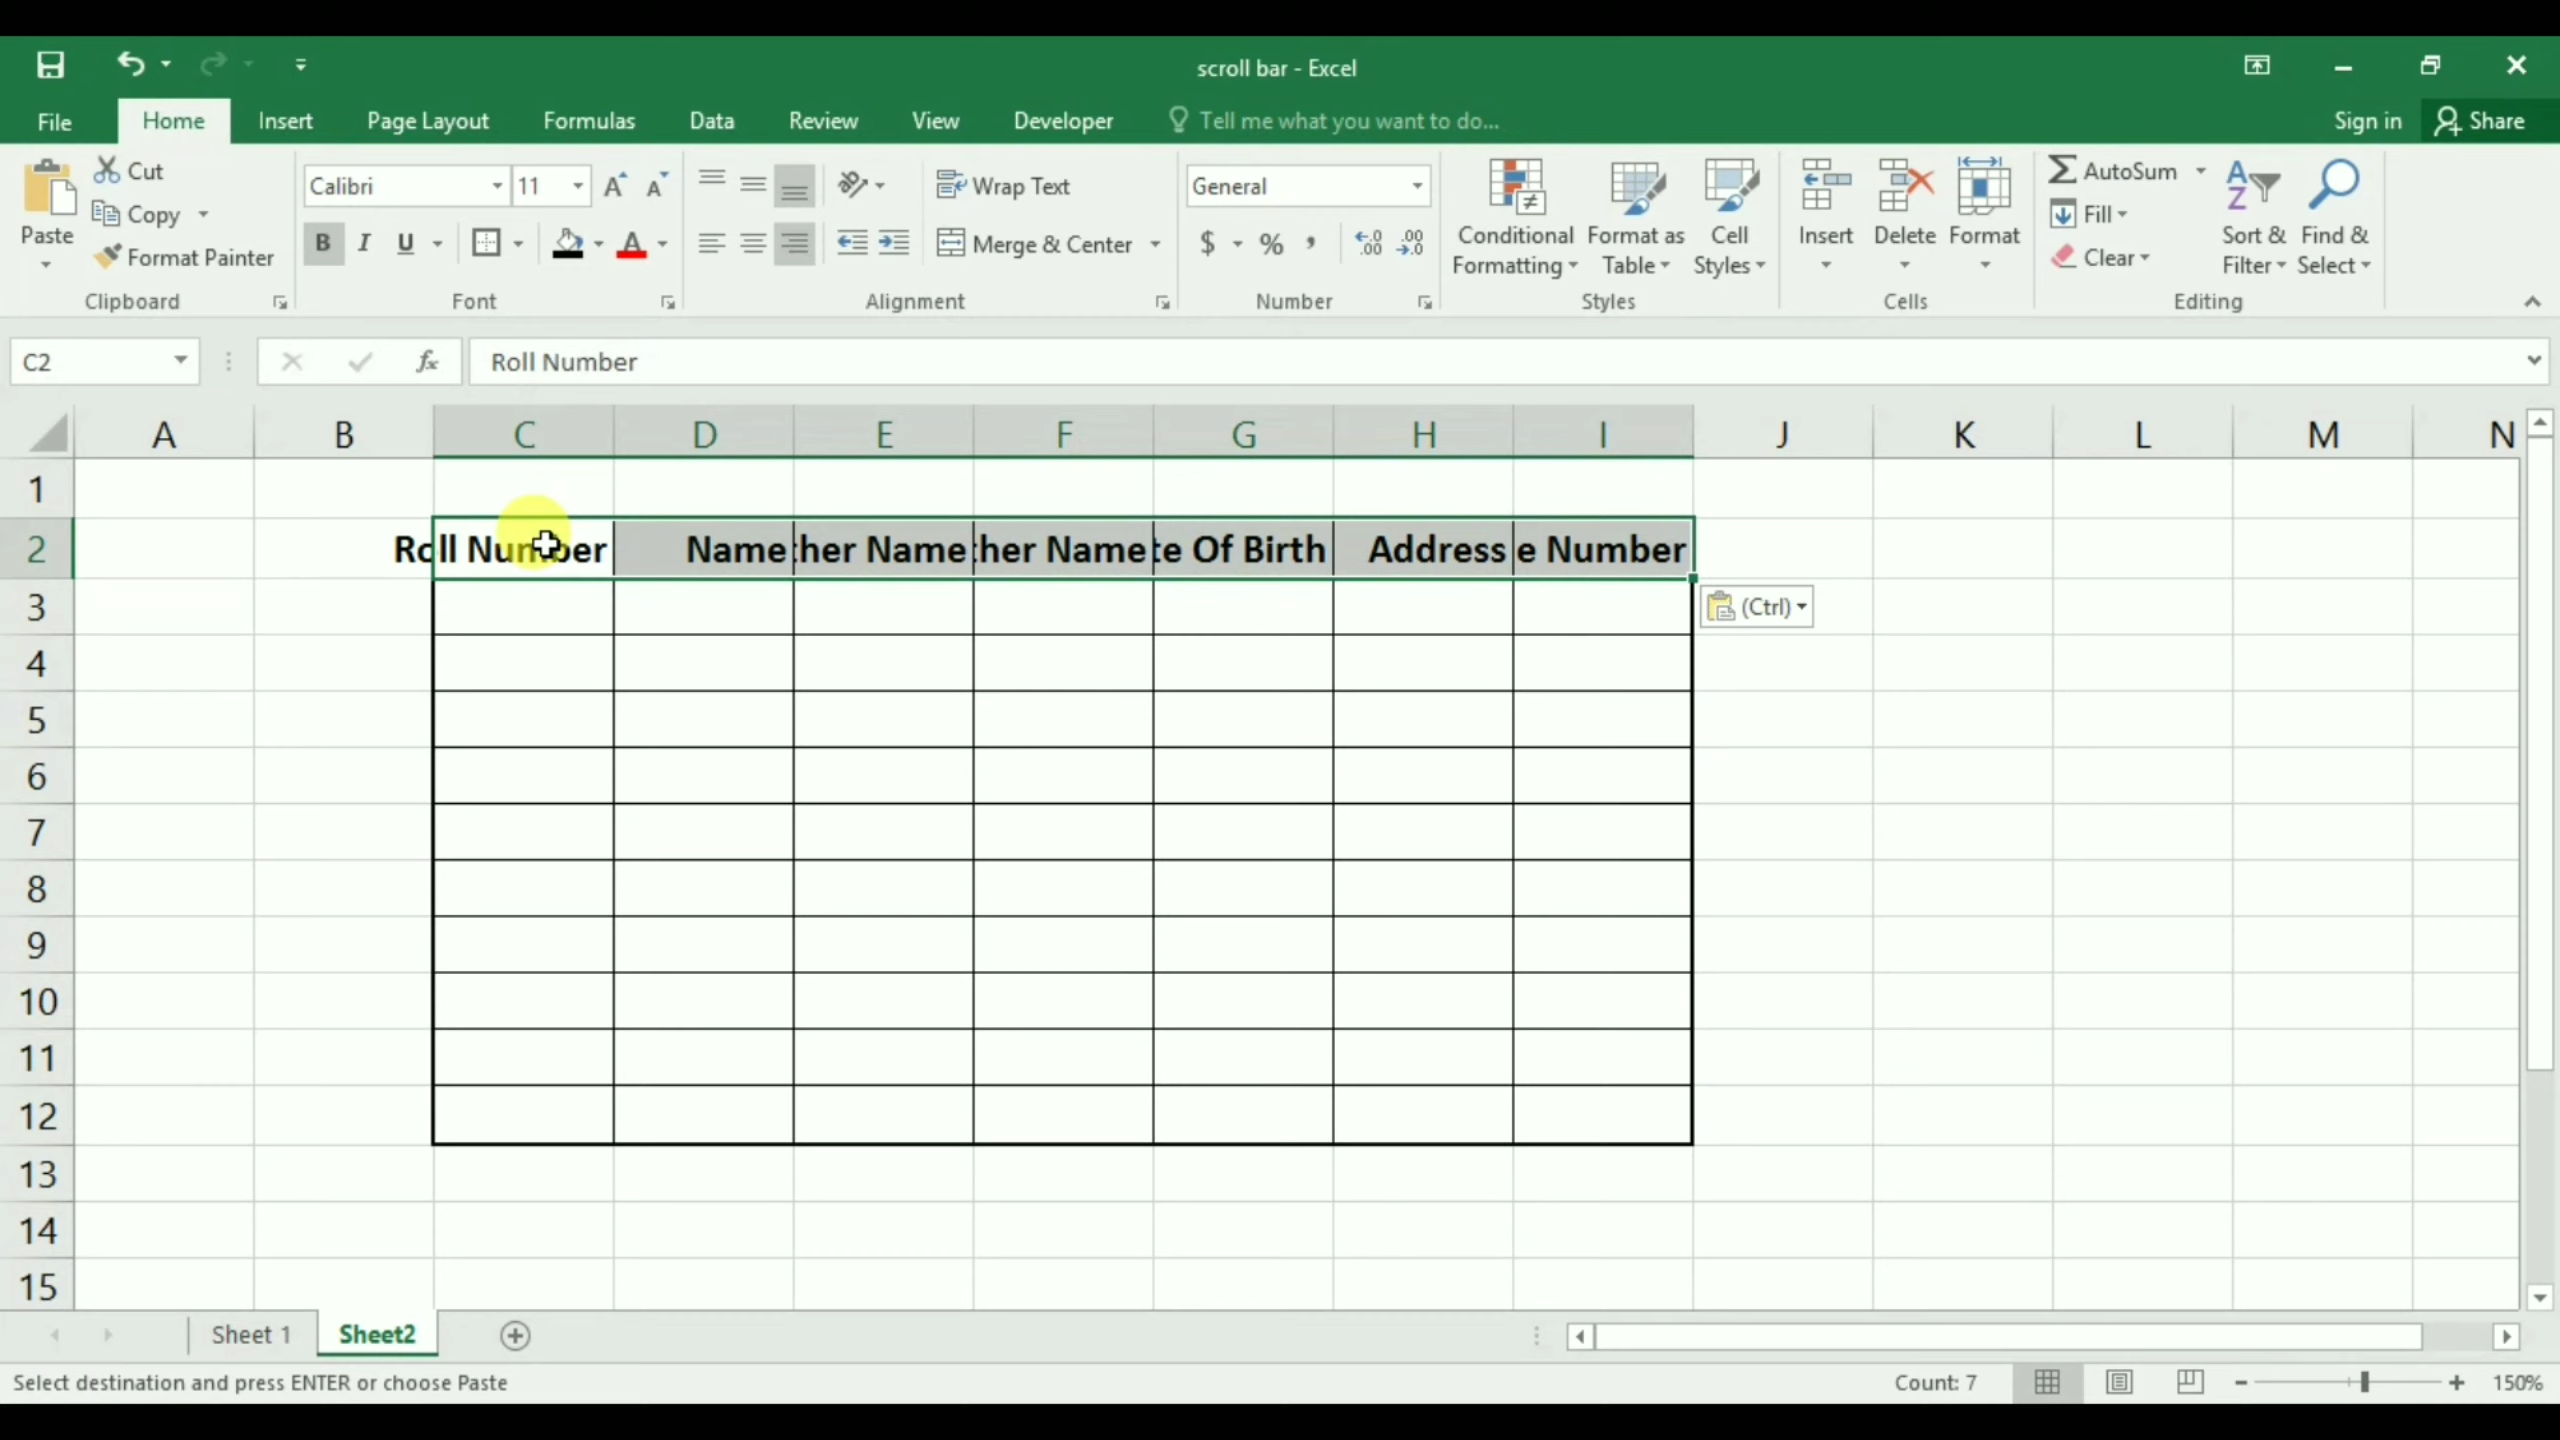 scroll bar - Excel
File Home Insert Page Layout Formulas Data Review View Developer Tell me what you want to do... Sign in Share
Paste Cut Copy Format Painter Clipboard
Calibri 11 B I U A Font
Wrap Text Merge & Center Alignment
General $ % , Number
Conditional Formatting Format as Table Cell Styles Styles
Insert Delete Format Cells
AutoSum Fill Clear Sort & Filter Find & Select Editing
C2 fx Roll Number
A B C D E F G H I J K L M N
1
2 Roll Number Name :her Name :her Name :e Of Birth Address e Number
3 (Ctrl)
4
5
6
7
8
9
10
11
12
13
14
15
Sheet 1 Sheet2
Select destination and press ENTER or choose Paste Count: 7 150%